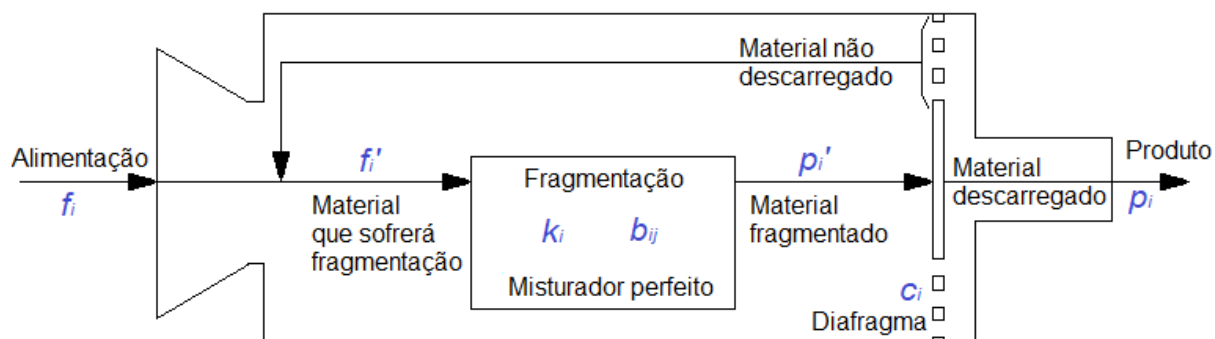 Material não
descarregado
Alimentação
fᵢ
fᵢ'
Material
que sofrerá
fragmentação
Fragmentação
kᵢ
bᵢⱼ
Misturador perfeito
pᵢ'
Material
fragmentado
Material
descarregado
Produto
pᵢ
cᵢ
Diafragma